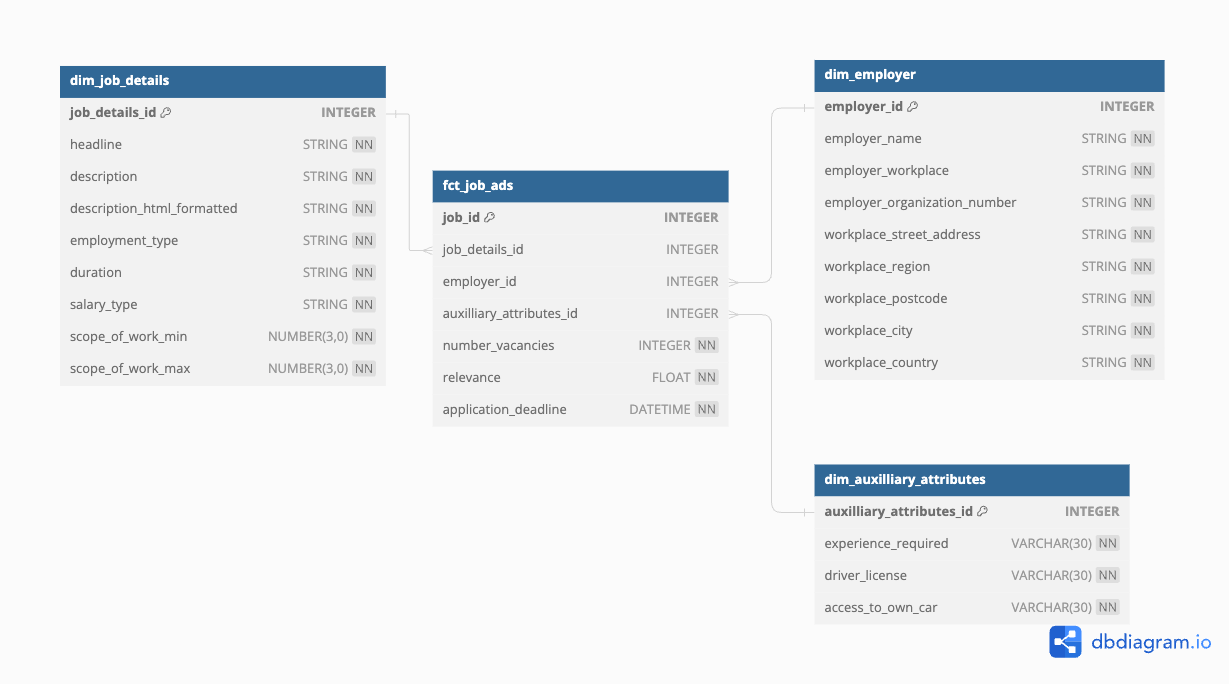 dim_job_details
job_details_id INTEGER
headline STRING NN
description STRING NN
description_html_formatted STRING NN
employment_type STRING NN
duration STRING NN
salary_type STRING NN
scope_of_work_min NUMBER(3,0) NN
scope_of_work_max NUMBER(3,0) NN
fct_job_ads
job_id INTEGER
job_details_id INTEGER
employer_id INTEGER
auxilliary_attributes_id INTEGER
number_vacancies INTEGER NN
relevance FLOAT NN
application_deadline DATETIME NN
dim_employer
employer_id INTEGER
employer_name STRING NN
employer_workplace STRING NN
employer_organization_number STRING NN
workplace_street_address STRING NN
workplace_region STRING NN
workplace_postcode STRING NN
workplace_city STRING NN
workplace_country STRING NN
dim_auxilliary_attributes
auxilliary_attributes_id INTEGER
experience_required VARCHAR(30) NN
driver_license VARCHAR(30) NN
access_to_own_car VARCHAR(30) NN
dbdiagram.io